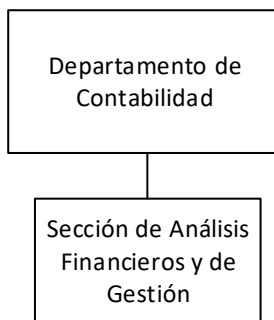 Departamento de
Contabilidad
Sección de Análisis
Financieros y de
Gestión